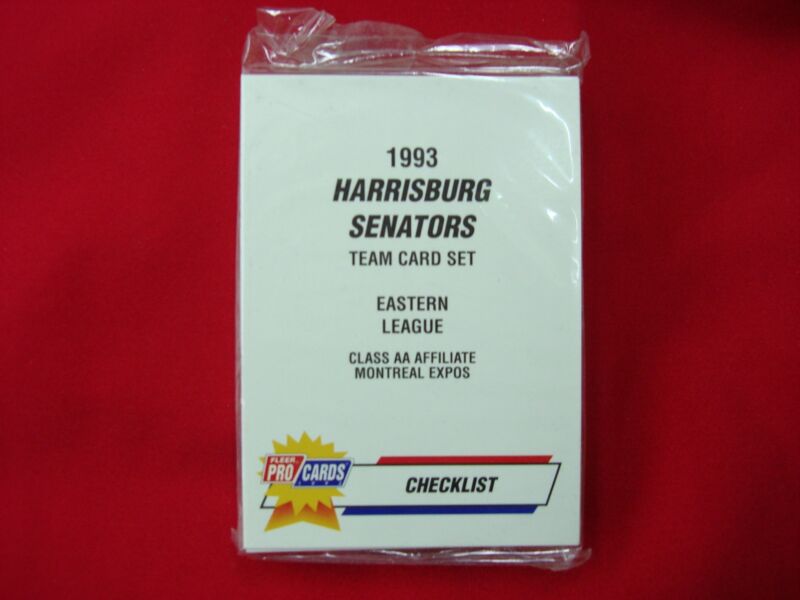 1993
HARRISBURG
SENATORS
TEAM CARD SET
EASTERN
LEAGUE
CLASS AA AFFILIATE
MONTREAL EXPOS
FLEER
PRO CARDS
CHECKLIST